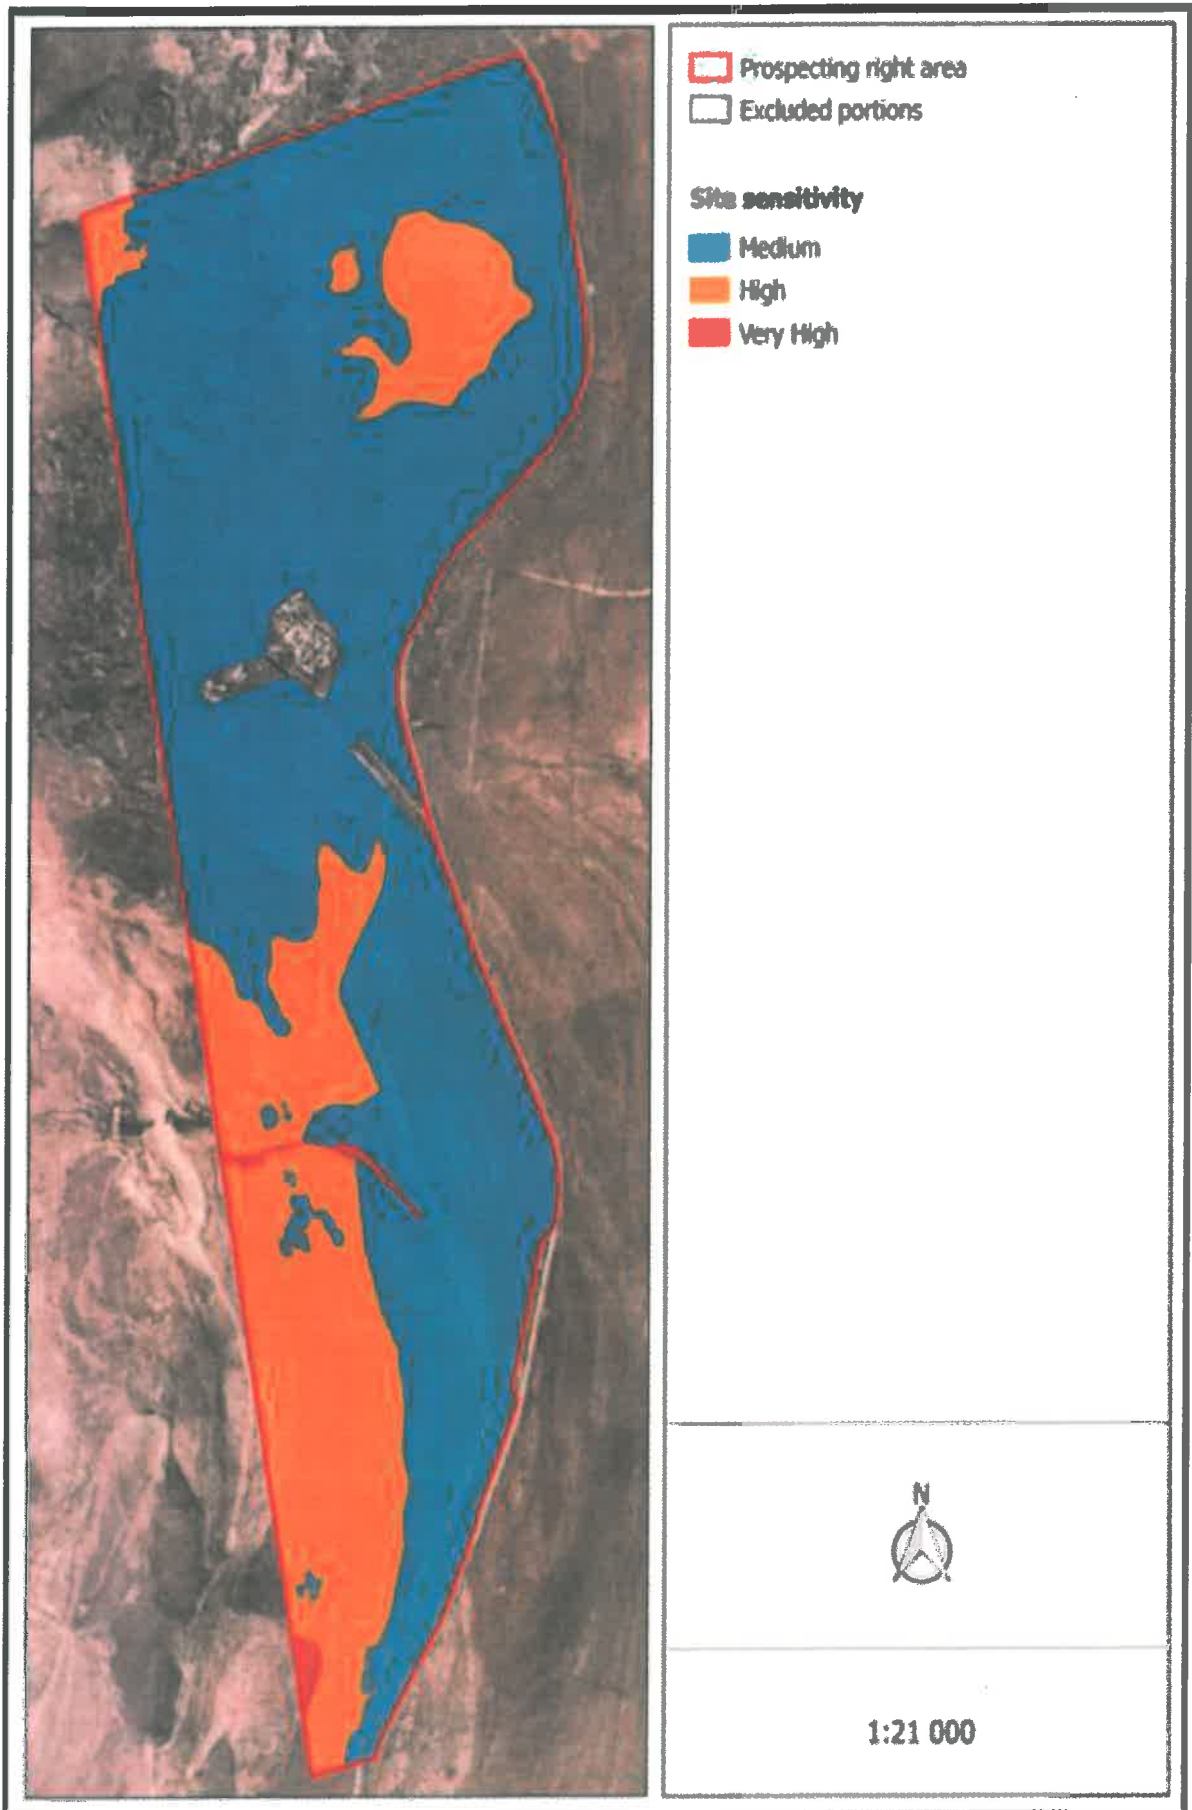 Prospecting right area
Excluded portions
Site sensitivity
Medium
High
Very High
N
1:21 000